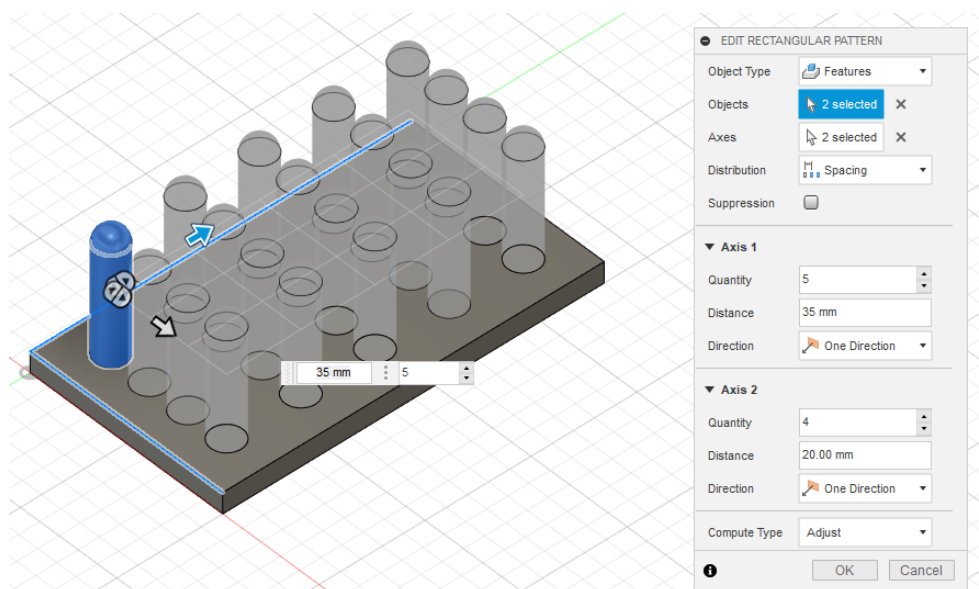 EDIT RECTANGULAR PATTERN
Object Type Features
Objects 2 selected
Axes 2 selected
Distribution Spacing
Suppression
Axis 1
Quantity 5
Distance 35 mm
Direction One Direction
35 mm 5
Axis 2
Quantity 4
Distance 20.00 mm
Direction One Direction
Compute Type Adjust
OK Cancel